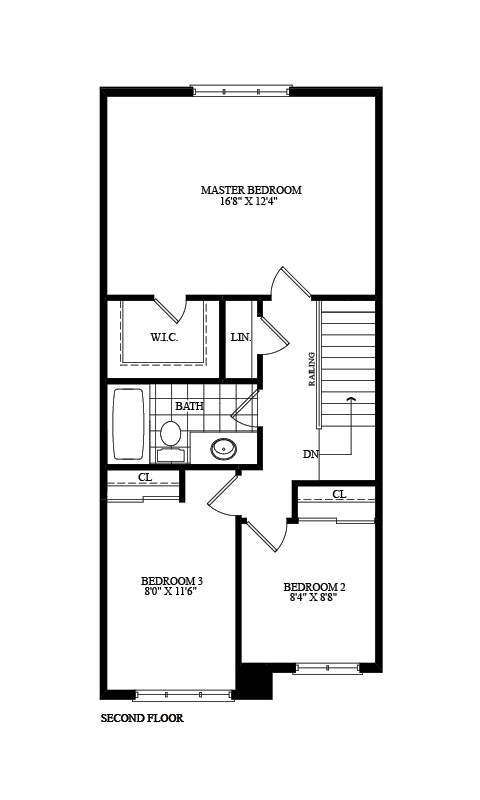 MASTER BEDROOM
16'8" X 12'4"
W.I.C.
LIN.
RAILING
BATH
DN
CL
CL
BEDROOM 3
8'0" X 11'6"
BEDROOM 2
8'4" X 8'8"
SECOND FLOOR